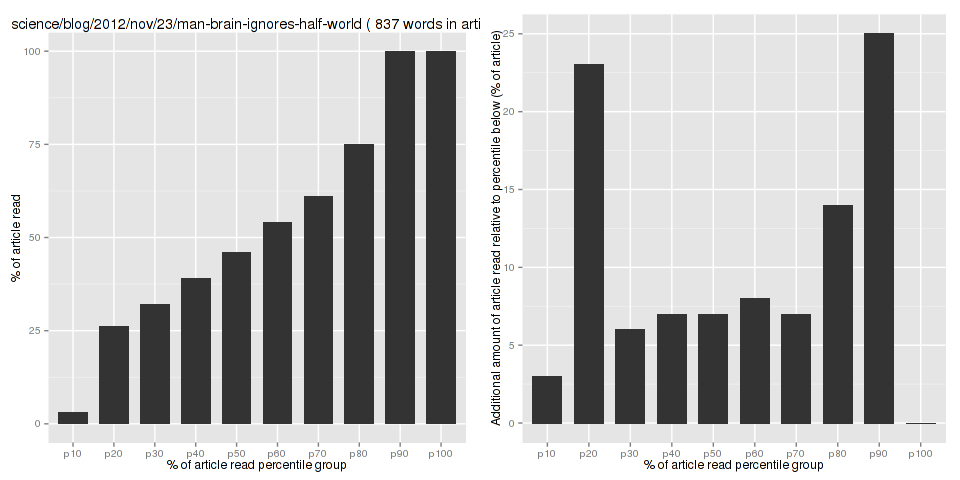 science/blog/2012/nov/23/man-brain-ignores-half-world ( 837 words in arti
% of article read
100
75
50
25
0
p10 p20 p30 p40 p50 p60 p70 p80 p90 p100
% of article read percentile group
Additional amount of article read relative to percentile below (% of article)
25
20
15
10
5
0
p10 p20 p30 p40 p50 p60 p70 p80 p90 p100
% of article read percentile group